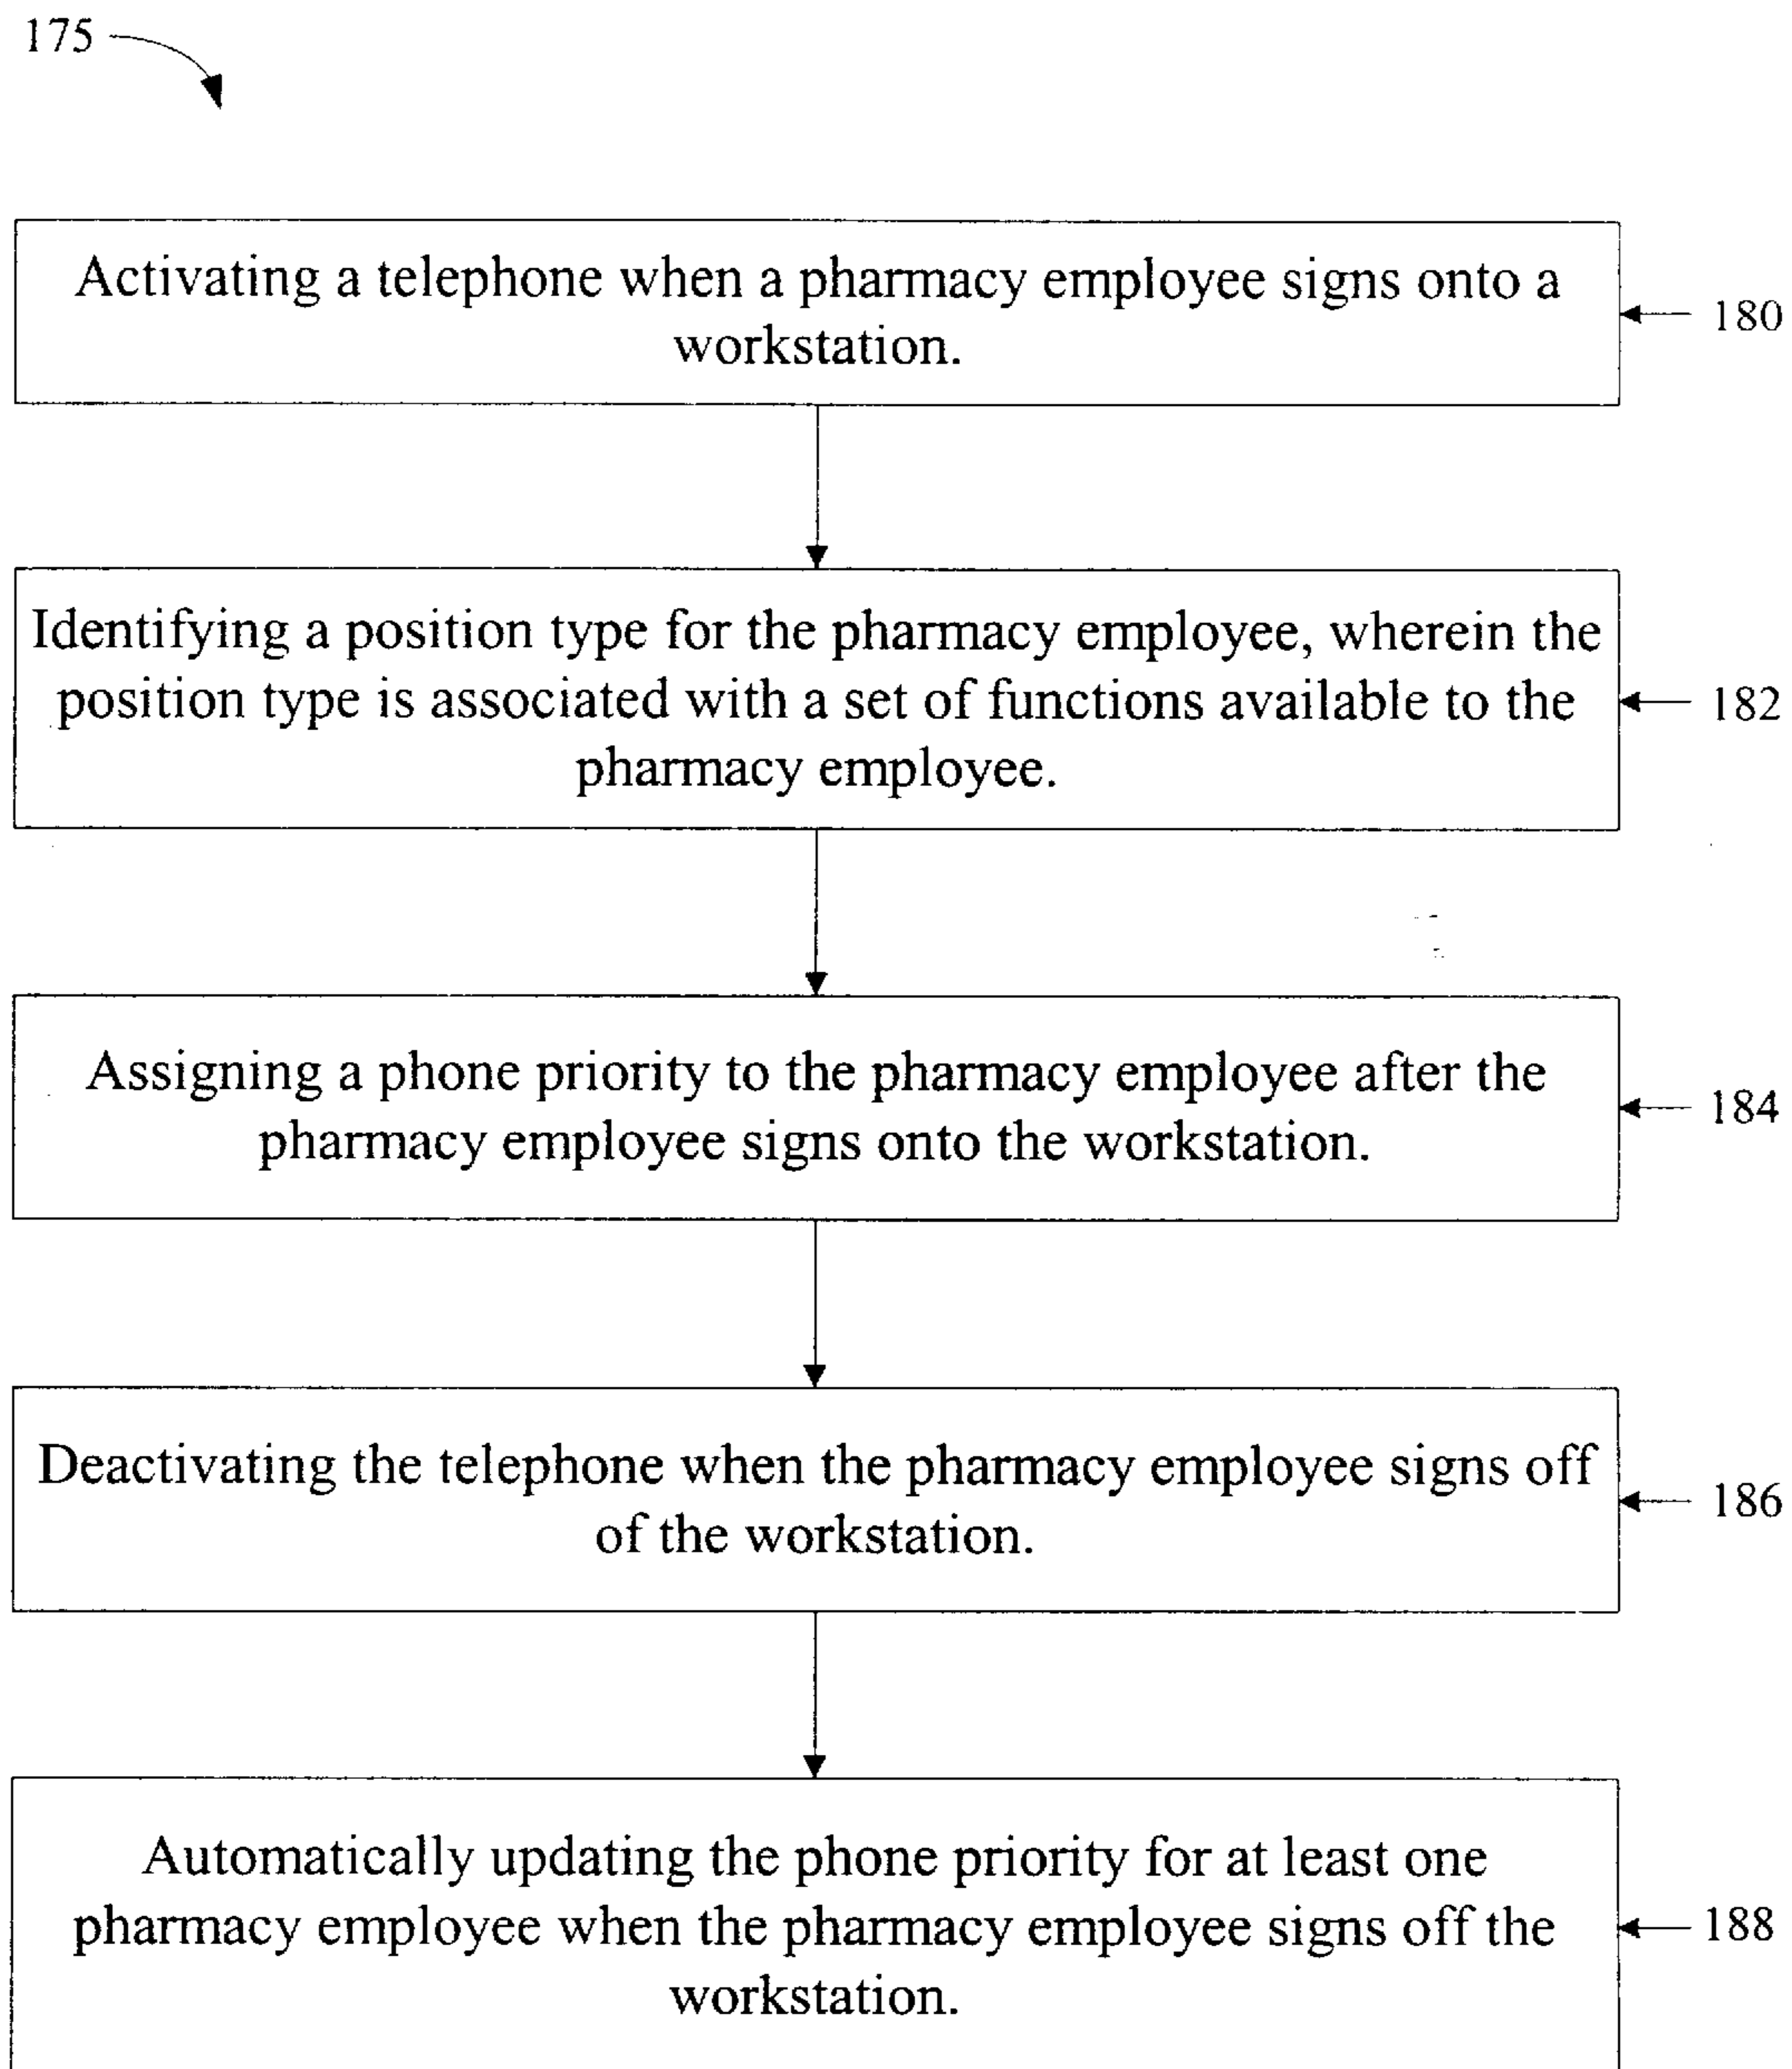 175
Activating a telephone when a pharmacy employee signs onto a
workstation.
180
Identifying a position type for the pharmacy employee, wherein the
position type is associated with a set of functions available to the
pharmacy employee.
182
Assigning a phone priority to the pharmacy employee after the
pharmacy employee signs onto the workstation.
184
Deactivating the telephone when the pharmacy employee signs off
of the workstation.
186
Automatically updating the phone priority for at least one
pharmacy employee when the pharmacy employee signs off the
workstation.
188